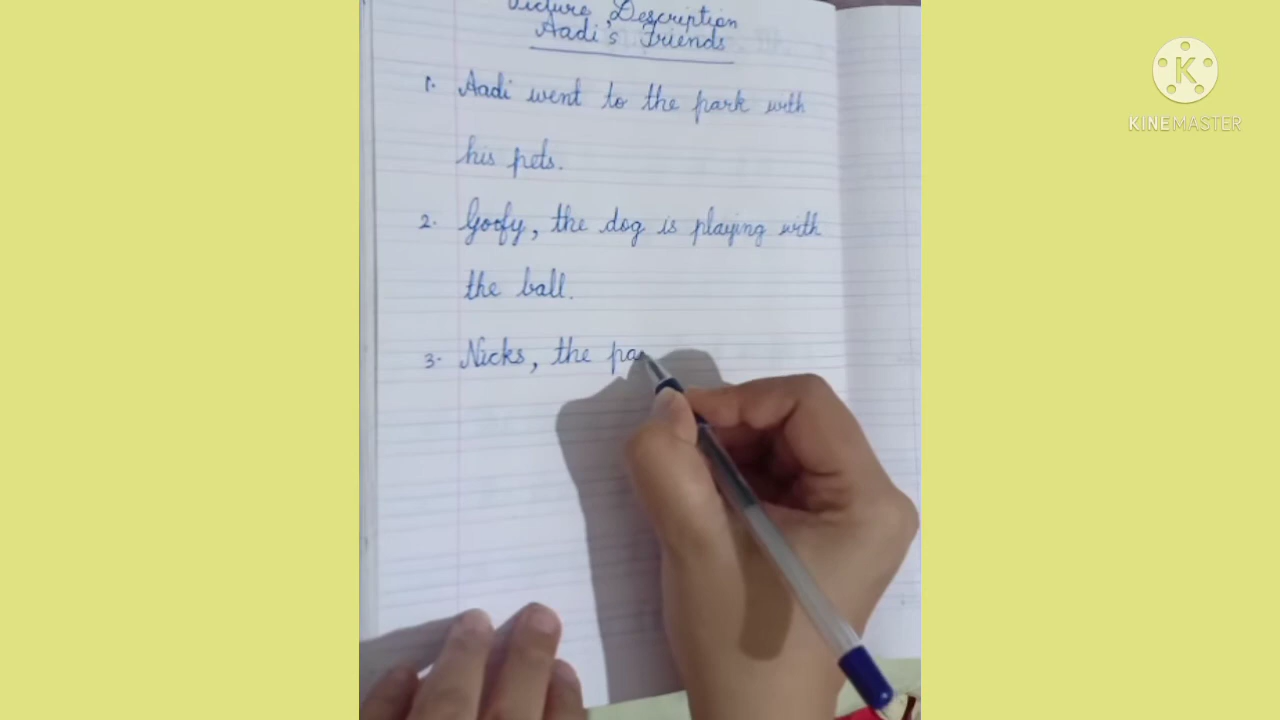 Picture Description
Aadi's Friends
1. Aadi went to the park with
his pets.
2. Goofy, the dog is playing with
the ball.
3. Nicks, the pa
K
KINEMASTER